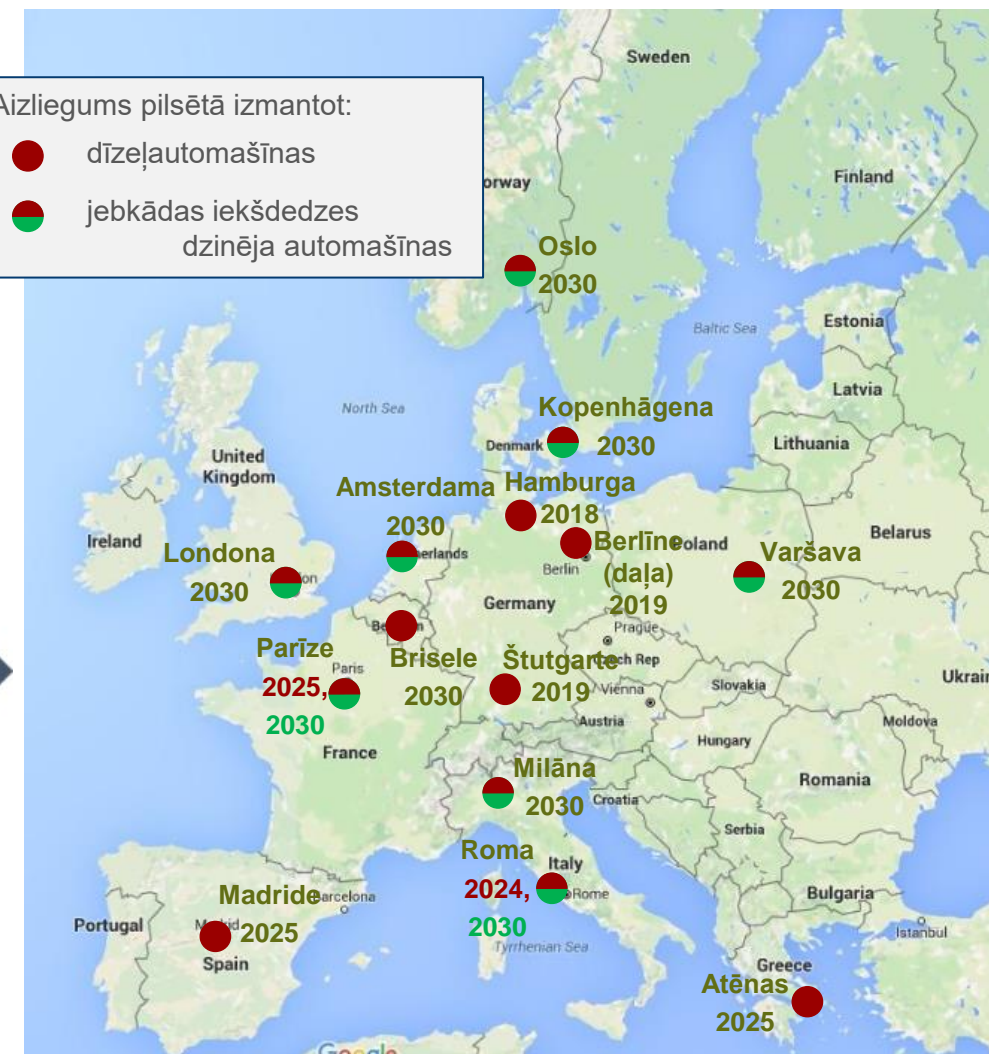 Sweden
Aizliegums pilsētā izmantot:
dīzeļautomašīnas
jebkādas iekšdedzes
dzinēja automašīnas
orway
Finland
Oslo
2030
Baltic Sea
Estonia
Latvia
North Sea
Kopenhāgena
2030
Denmark
Lithuania
United
Kingdom
Amsterdama
2030
Hamburga
2018
Ireland
Londona
2030
erlands
Berlīne
(daļa)
2019
Berlin
Poland
Varšava
2030
Belarus
Germany
Prague
Czech Rep
Parīze
2025,
2030
Paris
Brisele
2030
Štutgarte
2019
Vienna
Slovakia
Ukrain
Austria
Moldova
Hungary
France
Milāna
2030
Croatia
Romania
Serbia
Roma
2024,
2030
Italy
Rome
Tyrrhenian Sea
Bulgaria
Istanbul
Madride
2025
Barcelona
Portugal
Madrid
Spain
Greece
Atēnas
2025
Google